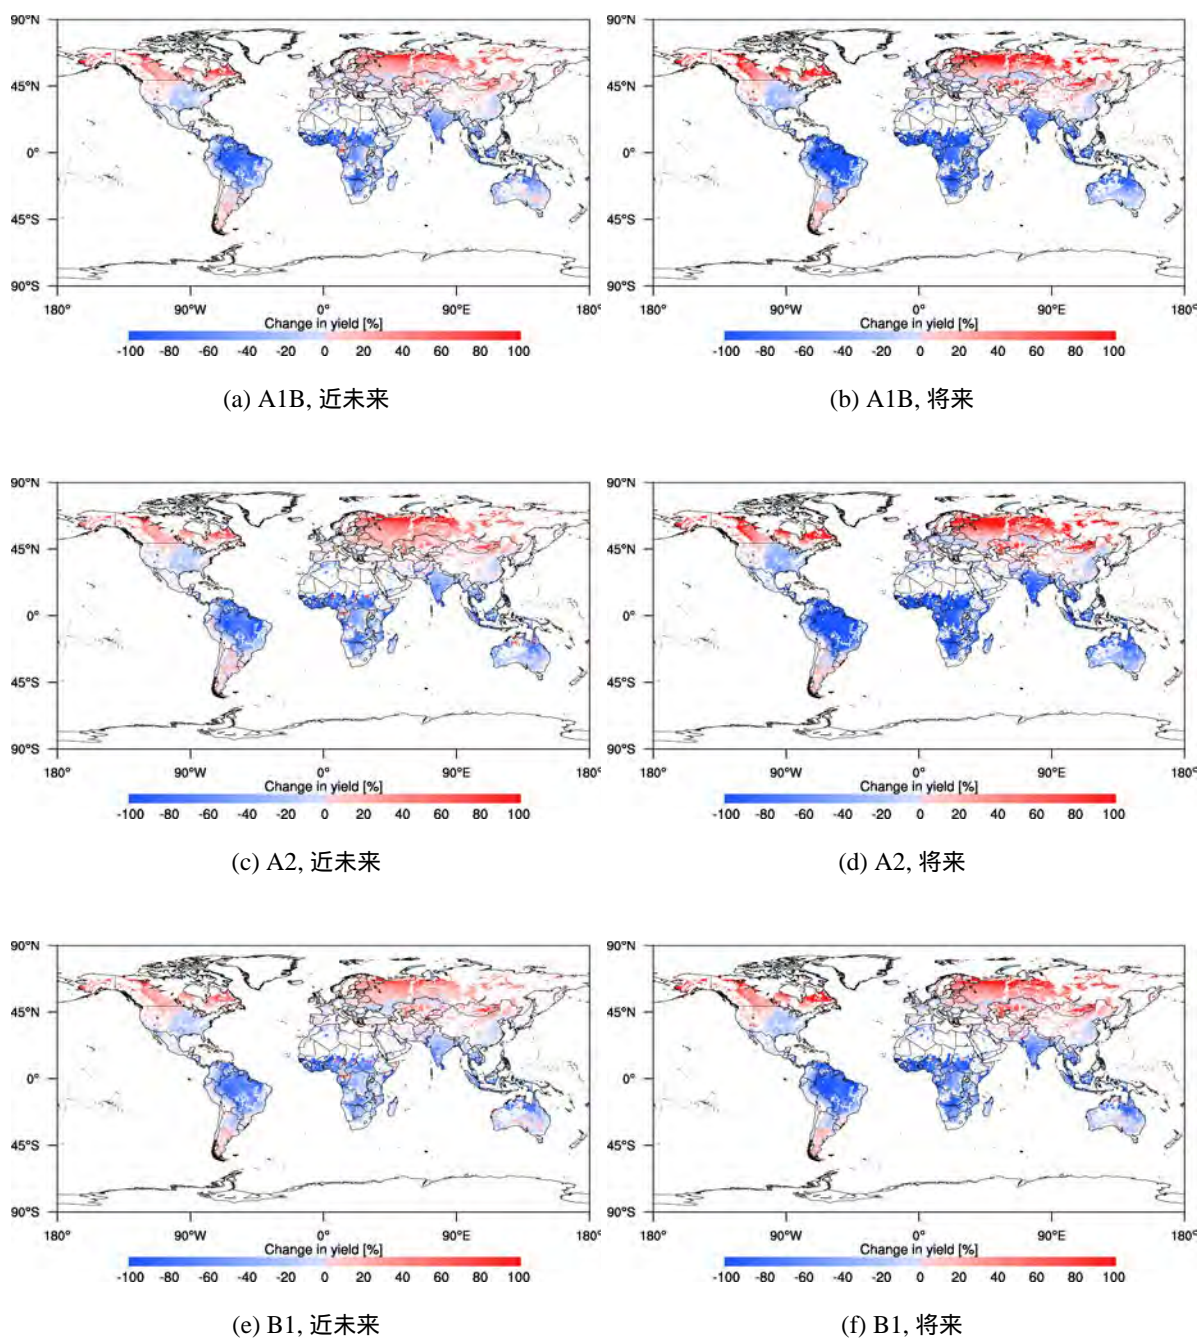 90°N 90°N
45°N 45°N
0° 0°
45°S 45°S
90°S 90°S
180° 90°W 0° 90°E 180° 180° 90°W 0° 90°E 180°
Change in yield [%] Change in yield [%]
-100 -80 -60 -40 -20 0 20 40 60 80 100 -100 -80 -60 -40 -20 0 20 40 60 80 100
(a) A1B, 近未来 (b) A1B, 将来
90°N 90°N
45°N 45°N
0° 0°
45°S 45°S
90°S 90°S
180° 90°W 0° 90°E 180° 180° 90°W 0° 90°E 180°
Change in yield [%] Change in yield [%]
-100 -80 -60 -40 -20 0 20 40 60 80 100 -100 -80 -60 -40 -20 0 20 40 60 80 100
(c) A2, 近未来 (d) A2, 将来
90°N 90°N
45°N 45°N
0° 0°
45°S 45°S
90°S 90°S
180° 90°W 0° 90°E 180° 180° 90°W 0° 90°E 180°
Change in yield [%] Change in yield [%]
-100 -80 -60 -40 -20 0 20 40 60 80 100 -100 -80 -60 -40 -20 0 20 40 60 80 100
(e) B1, 近未来 (f) B1, 将来